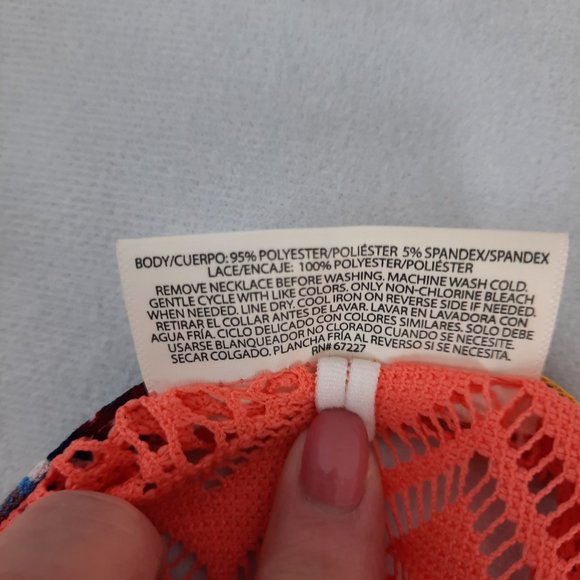 BODY/CUERPO: 95% POLYESTER/POLIÉSTER 5% SPANDEX/SPANDEX
LACE/ENCAJE: 100% POLYESTER/POLIÉSTER
REMOVE NECKLACE BEFORE WASHING. MACHINE WASH COLD.
GENTLE CYCLE WITH LIKE COLORS. ONLY NON-CHLORINE BLEACH
WHEN NEEDED. LINE DRY. COOL IRON ON REVERSE SIDE IF NEEDED.
RETIRAR EL COLLAR ANTES DE LAVAR. LAVAR EN LAVADORA CON
AGUA FRÍA. CICLO DELICADO CON COLORES SIMILARES. SOLO DEBE
USARSE BLANQUEADOR NO CLORADO CUANDO SE NECESITA.
SECAR COLGADO. PLANCHA FRÍA AL REVERSO SI SE NECESITA.
RN# 67227